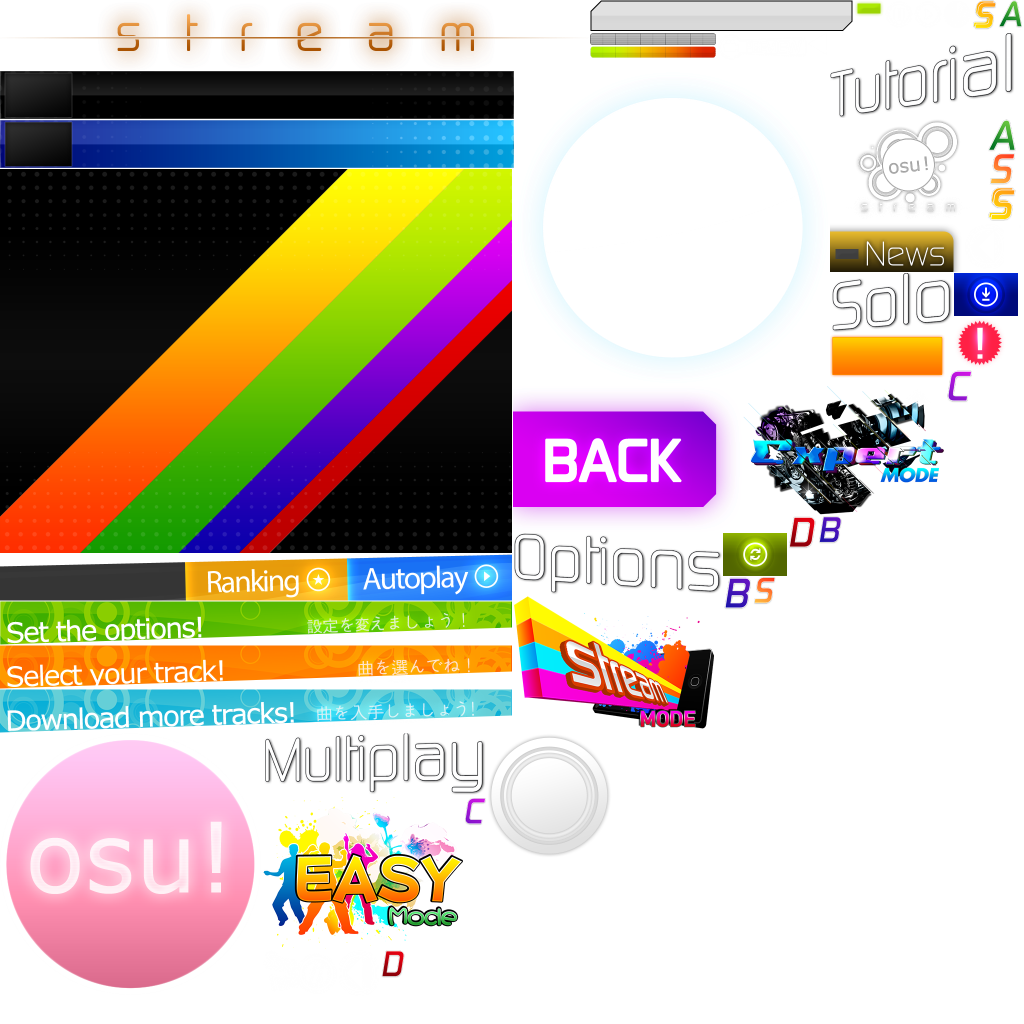 stream
S A
Tutorial
osu!
stream
A
S
S
News
Solo
!
C
BACK
Expert
MODE
D B
Options
B S
Ranking Autoplay
Set the options! 設定を変えましょう!
Select your track! 曲を選んでね!
Download more tracks! 曲を入手しましょう!
Stream
MODE
Multiplay
C
osu!
EASY
Mode
D